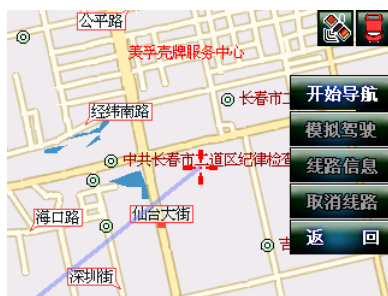 公平路
美孚壳牌服务中心
长春市二
开始导航
经纬南路
模拟驾驶
中共长春市二道区纪律检查
线路信息
取消线路
海口路
仙台大街
吉
返 回
深圳街